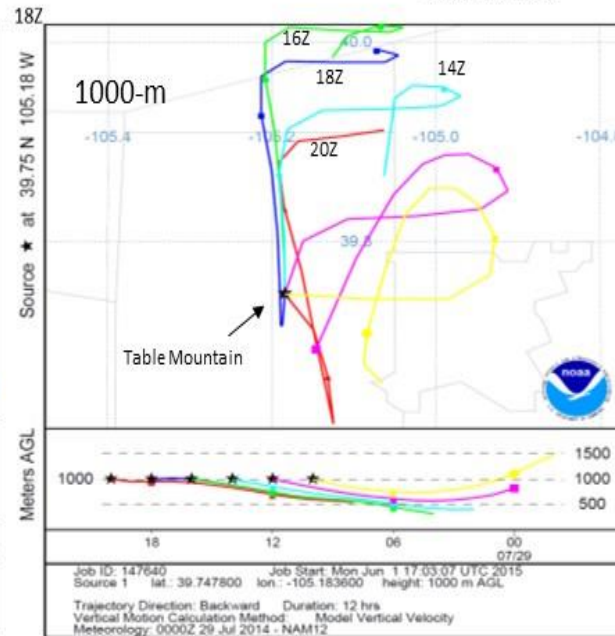 18Z
16Z
40.0
14Z
18Z
1000-m
-105.4
-105.2
-105.0
20Z
39.8
Source ★ at 39.75 N 105.18 W
Table Mountain
noaa
Meters AGL
1500
1000
1000
500
18
12
06
00
07/29
Job ID: 147640 Job Start: Mon Jun 1 17:03:07 UTC 2015
Source 1 lat.: 39.747800 lon.: -105.183600 height: 1000 m AGL
Trajectory Direction: Backward Duration: 12 hrs
Vertical Motion Calculation Method: Model Vertical Velocity
Meteorology: 0000Z 29 Jul 2014 - NAM12